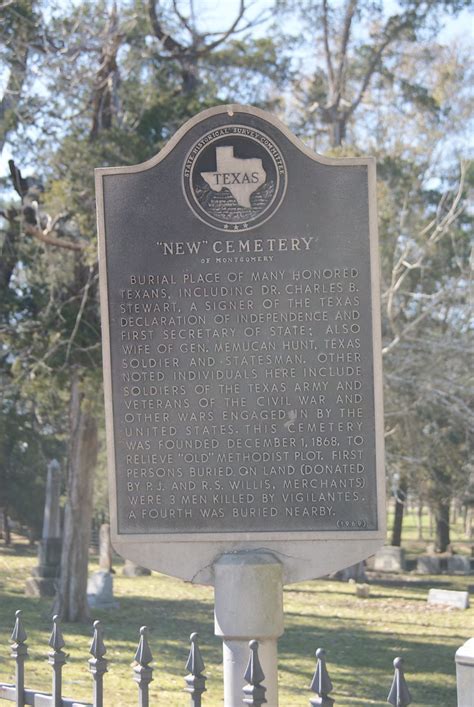 STATE HISTORICAL SURVEY COMMITTEE
TEXAS
"NEW" CEMETERY
OF MONTGOMERY
BURIAL PLACE OF MANY HONORED
TEXANS, INCLUDING DR. CHARLES B.
STEWART, A SIGNER OF THE TEXAS
DECLARATION OF INDEPENDENCE AND
FIRST SECRETARY OF STATE; ALSO
WIFE OF GEN. MEMUCAN HUNT, TEXAS
SOLDIER AND STATESMAN. OTHER
NOTED INDIVIDUALS HERE INCLUDE
SOLDIERS OF THE TEXAS ARMY AND
VETERANS OF THE CIVIL WAR AND
OTHER WARS ENGAGED IN BY THE
UNITED STATES. THIS CEMETERY
WAS FOUNDED DECEMBER 1, 1868, TO
RELIEVE "OLD" METHODIST PLOT. FIRST
PERSONS BURIED ON LAND (DONATED
BY P.J. AND R.S. WILLIS, MERCHANTS)
WERE 3 MEN KILLED BY VIGILANTES.
A FOURTH WAS BURIED NEARBY.
(1969)